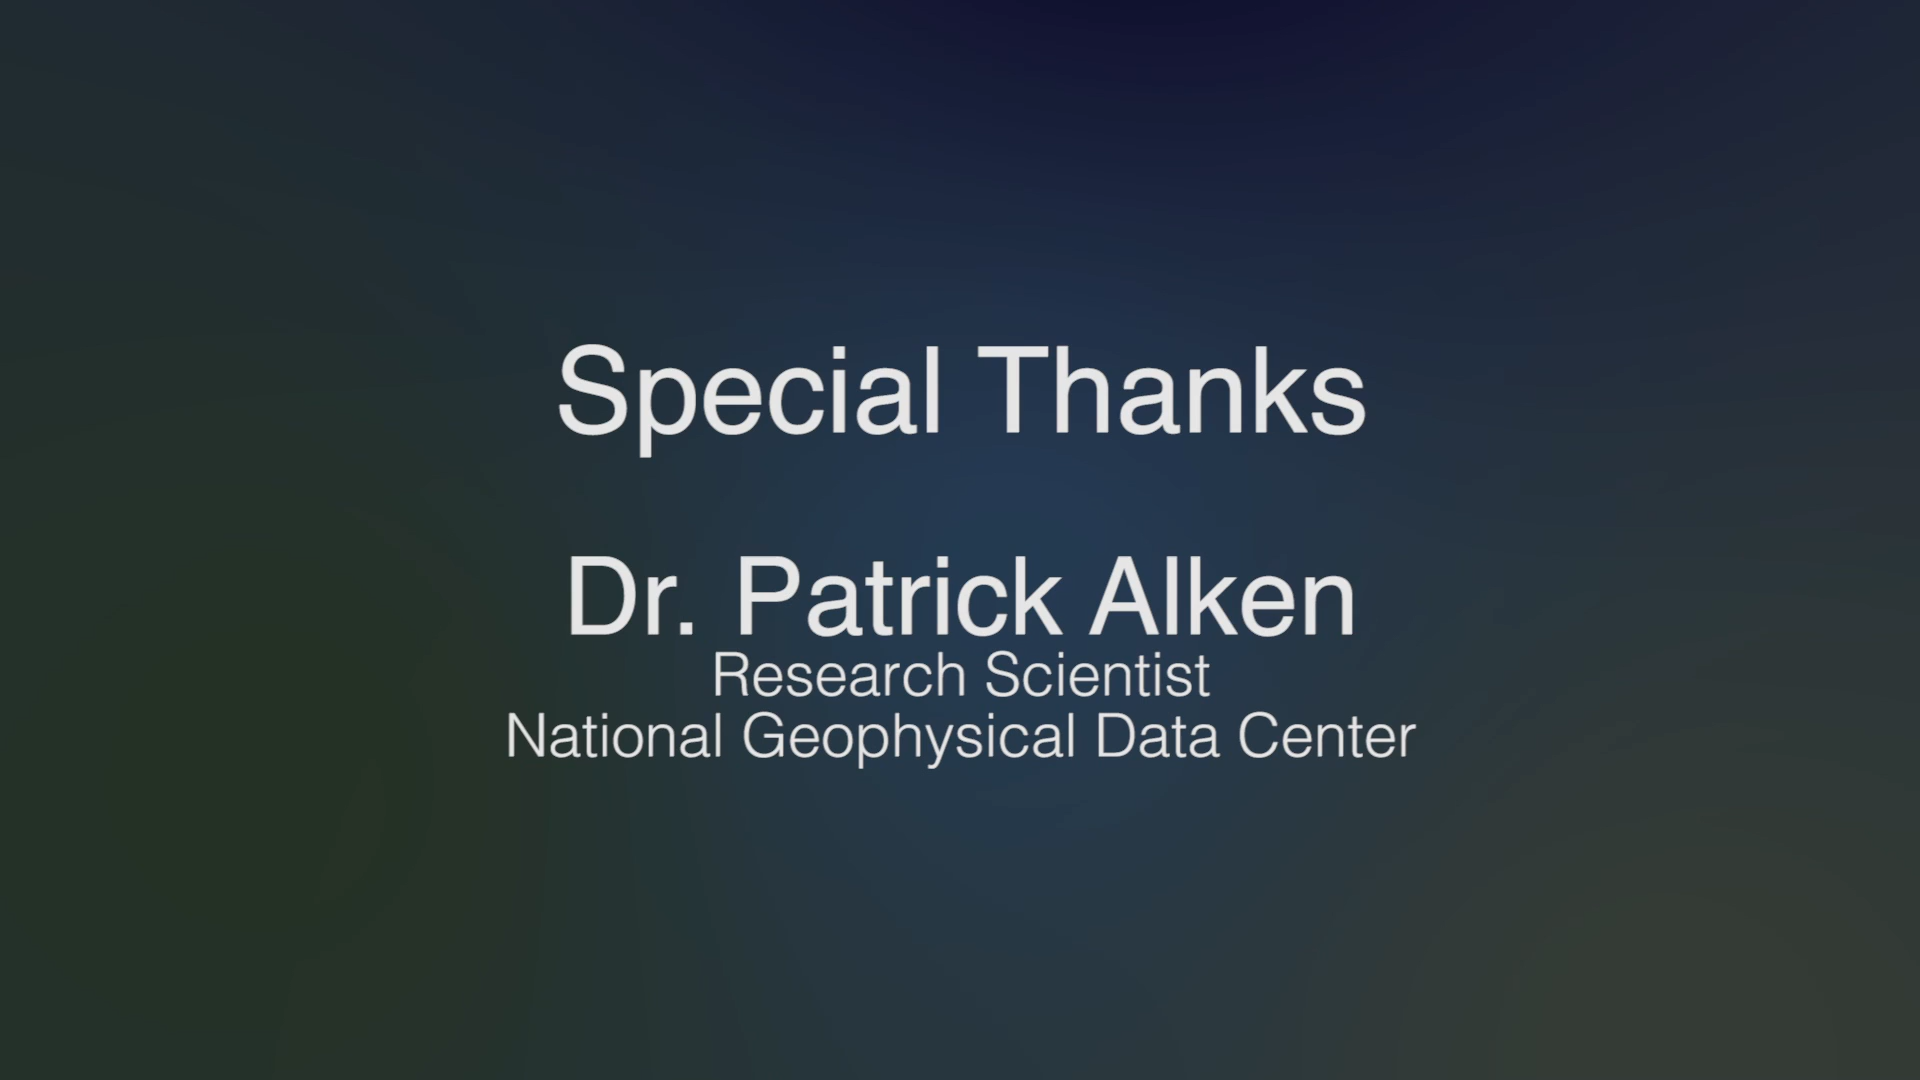 Special Thanks
Dr. Patrick Alken
Research Scientist
National Geophysical Data Center